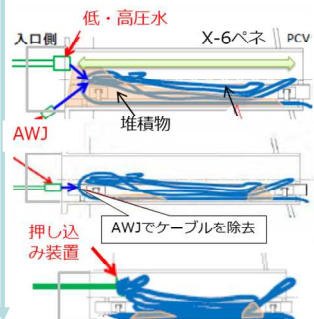 低・高圧水
入口側
X-6ペネ
PCV
堆積物
AWJ
AWJでケーブルを除去
押し込
み装置